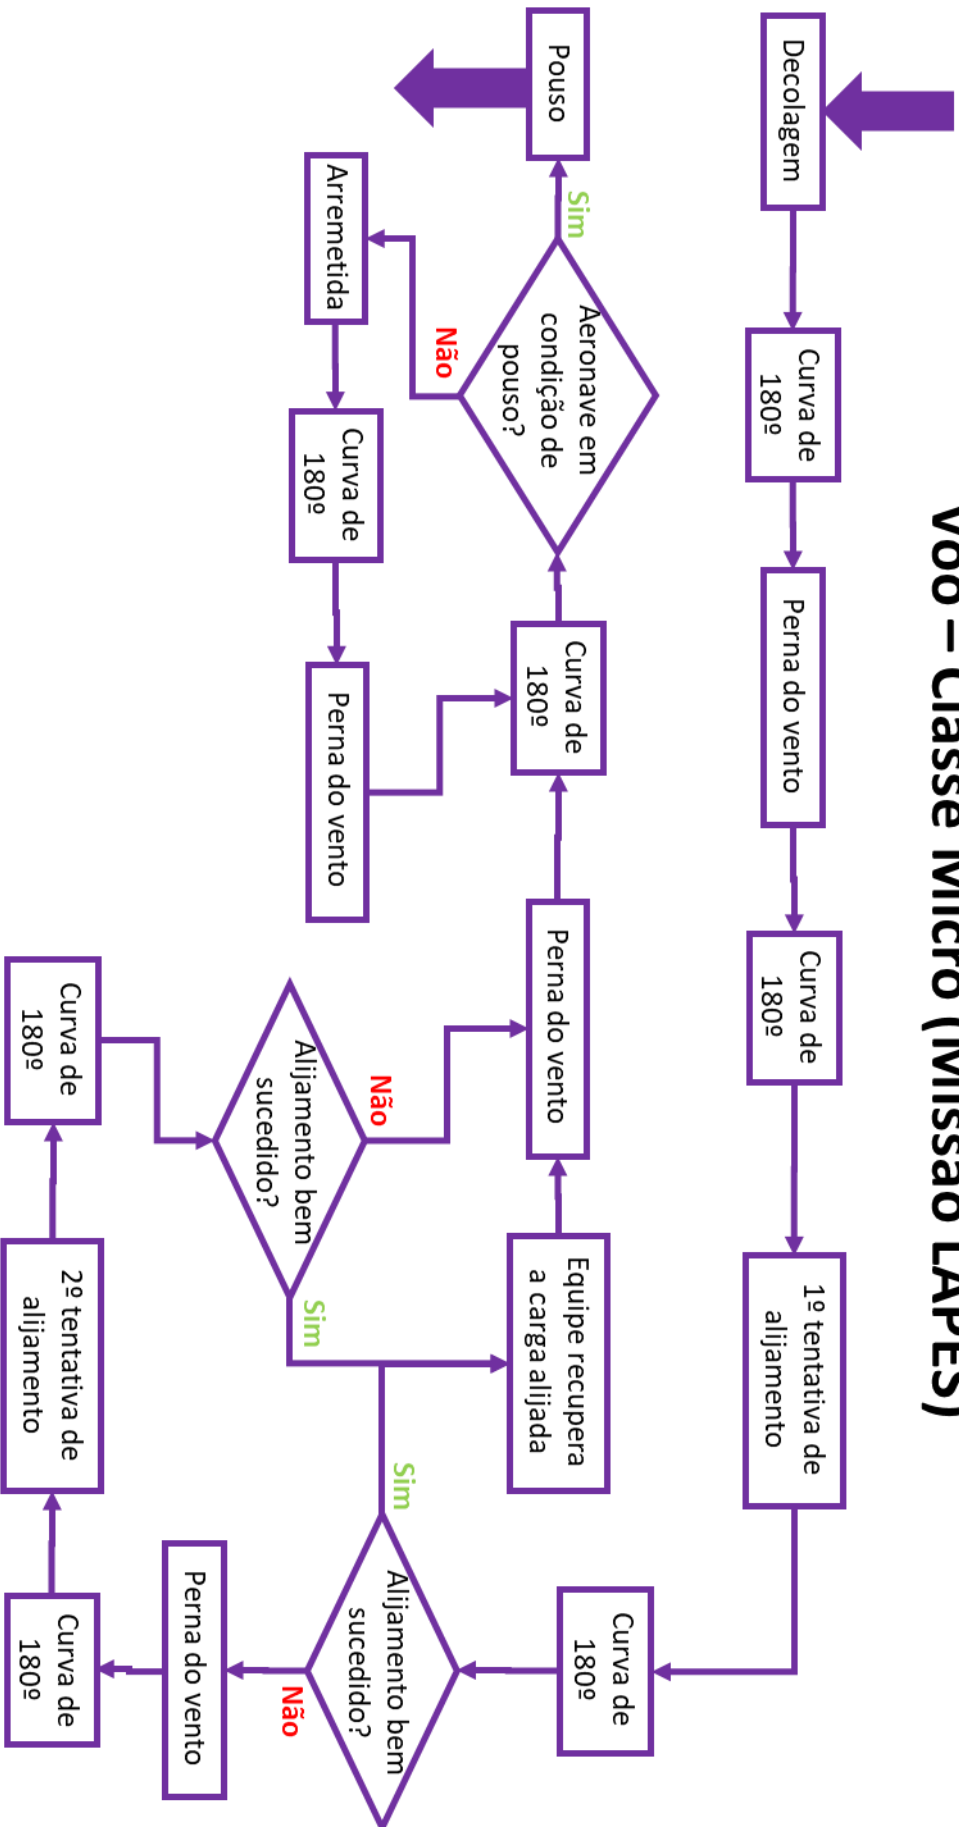 Voo – Classe Micro (Missão LAPES)
Decolagem
Curva de
180º
Perna do vento
Curva de
180º
1º tentativa de
alijamento
Curva de
180º
Alijamento bem
sucedido?
Sim
Não
Perna do vento
Curva de
180º
2º tentativa de
alijamento
Curva de
180º
Alijamento bem
sucedido?
Sim
Não
Equipe recupera
a carga alijada
Perna do vento
Curva de
180º
Aeronave em
condição de
pouso?
Sim
Não
Pouso
Arremetida
Curva de
180º
Perna do vento